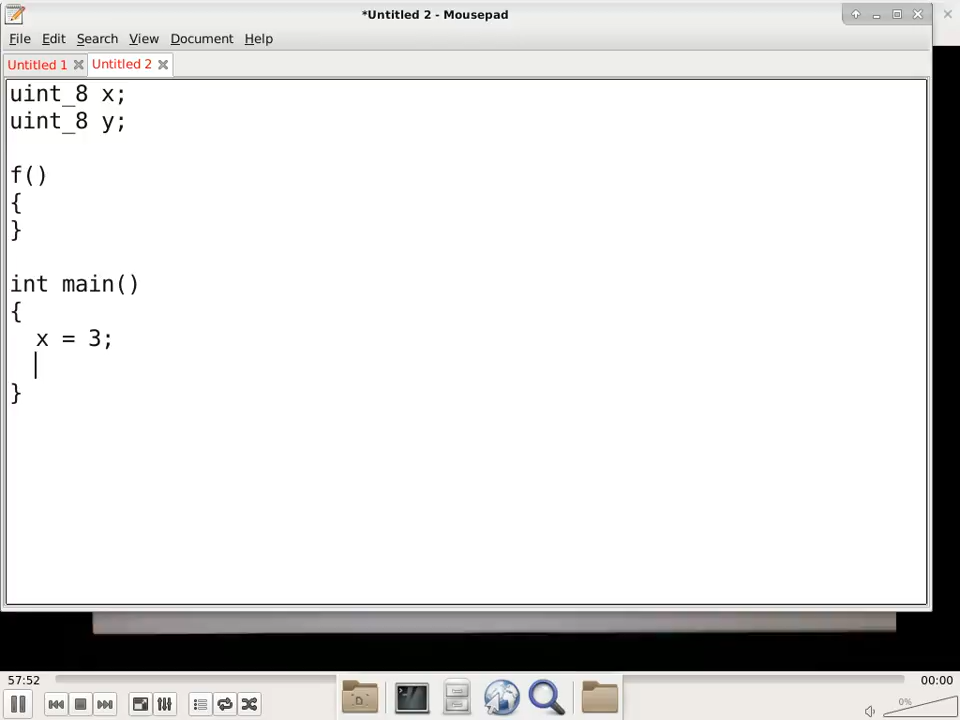 *Untitled 2 - Mousepad
File Edit Search View Document Help
Untitled 1 Untitled 2
uint_8 x;
uint_8 y;
f()
{
}
int main()
{
x = 3;
}
57:52 00:00
0%